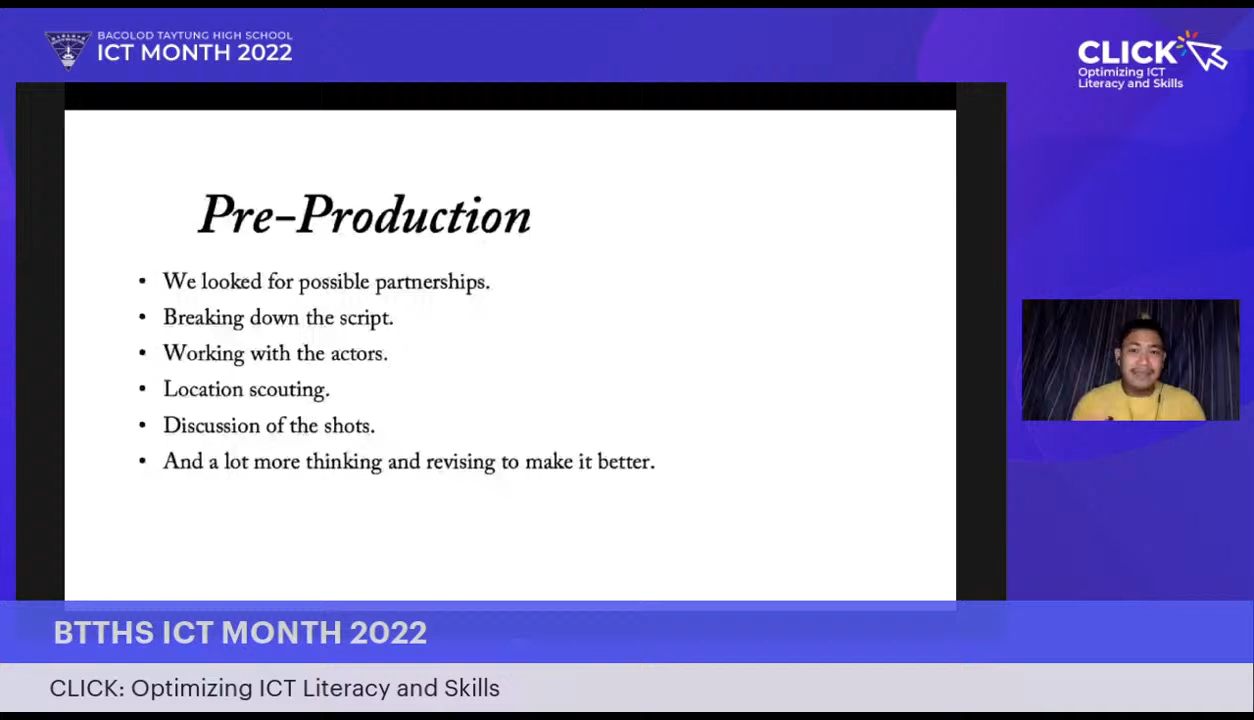 BACOLOD TAYTUNG HIGH SCHOOL
ICT MONTH 2022
CLICK
Optimizing ICT
Literacy and Skills
Pre-Production
• We looked for possible partnerships.
• Breaking down the script.
• Working with the actors.
• Location scouting.
• Discussion of the shots.
• And a lot more thinking and revising to make it better.
BTTHS ICT MONTH 2022
CLICK: Optimizing ICT Literacy and Skills